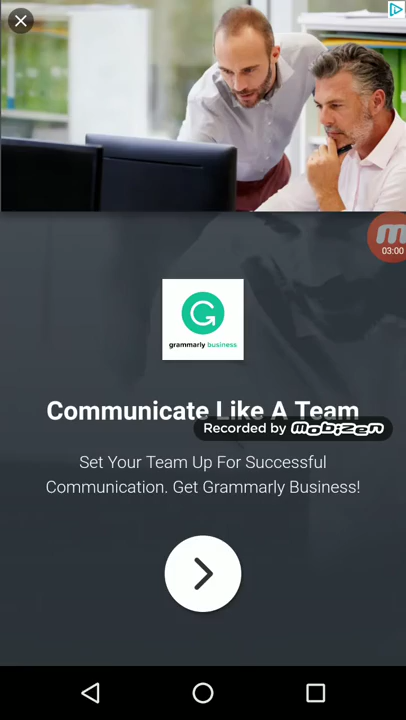 03:00
grammarly business
Communicate Like A Team
Recorded by mobizen
Set Your Team Up For Successful
Communication. Get Grammarly Business!